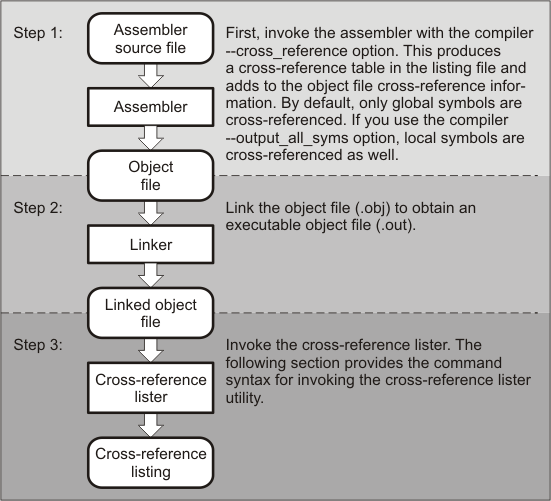 Step 1:
Assembler
source file
First, invoke the assembler with the compiler
--cross_reference option. This produces
a cross-reference table in the listing file and
adds to the object file cross-reference infor-
mation. By default, only global symbols are
cross-referenced. If you use the compiler
--output_all_syms option, local symbols are
cross-referenced as well.
Assembler
Object
file
Step 2:
Link the object file (.obj) to obtain an
executable object file (.out).
Linker
Linked object
file
Step 3:
Invoke the cross-reference lister. The
following section provides the command
syntax for invoking the cross-reference lister
utility.
Cross-reference
lister
Cross-reference
listing